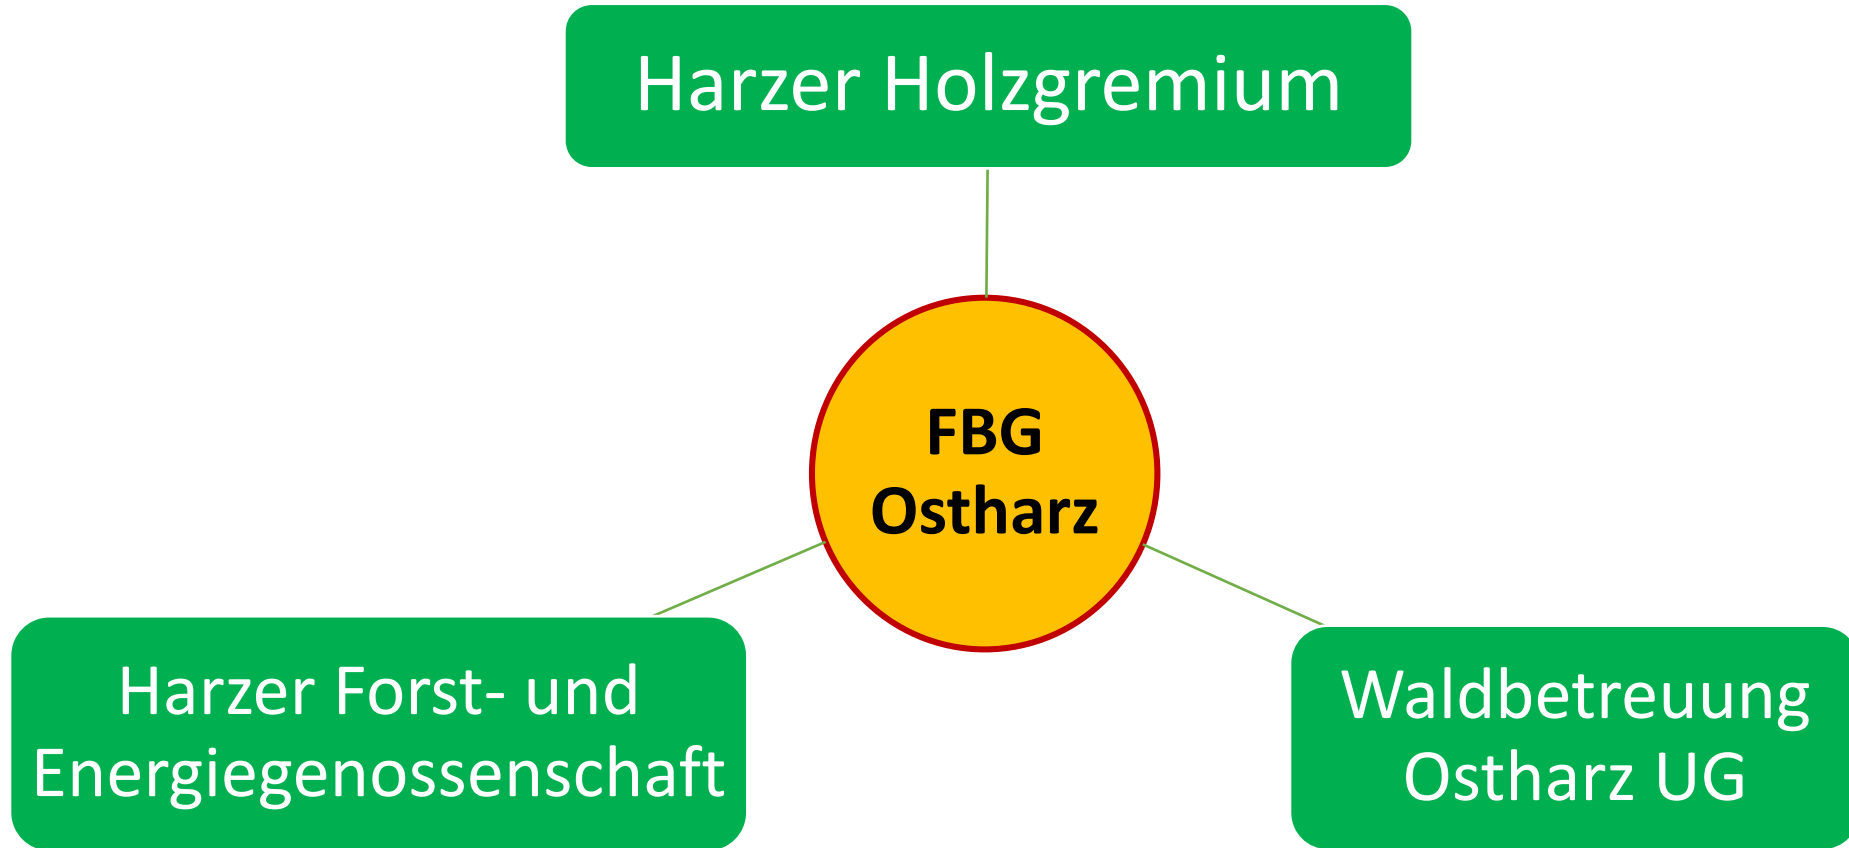 Harzer Holzgremium
FBG
Ostharz
Harzer Forst- und
Energiegenossenschaft
Waldbetreuung
Ostharz UG